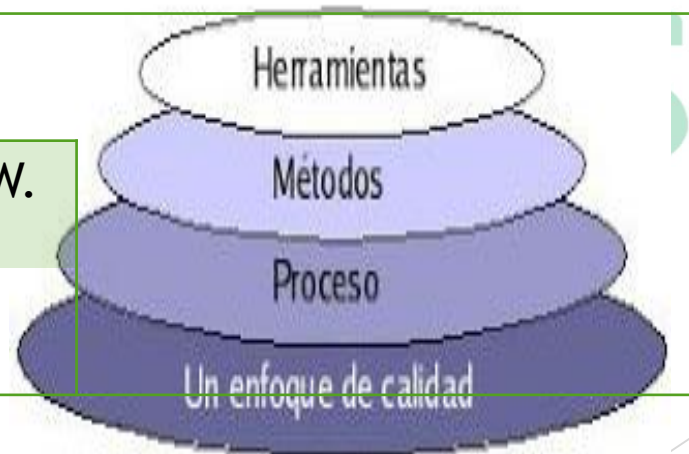 Herramientas
W.
Métodos
Proceso
Un enfoque de calidad